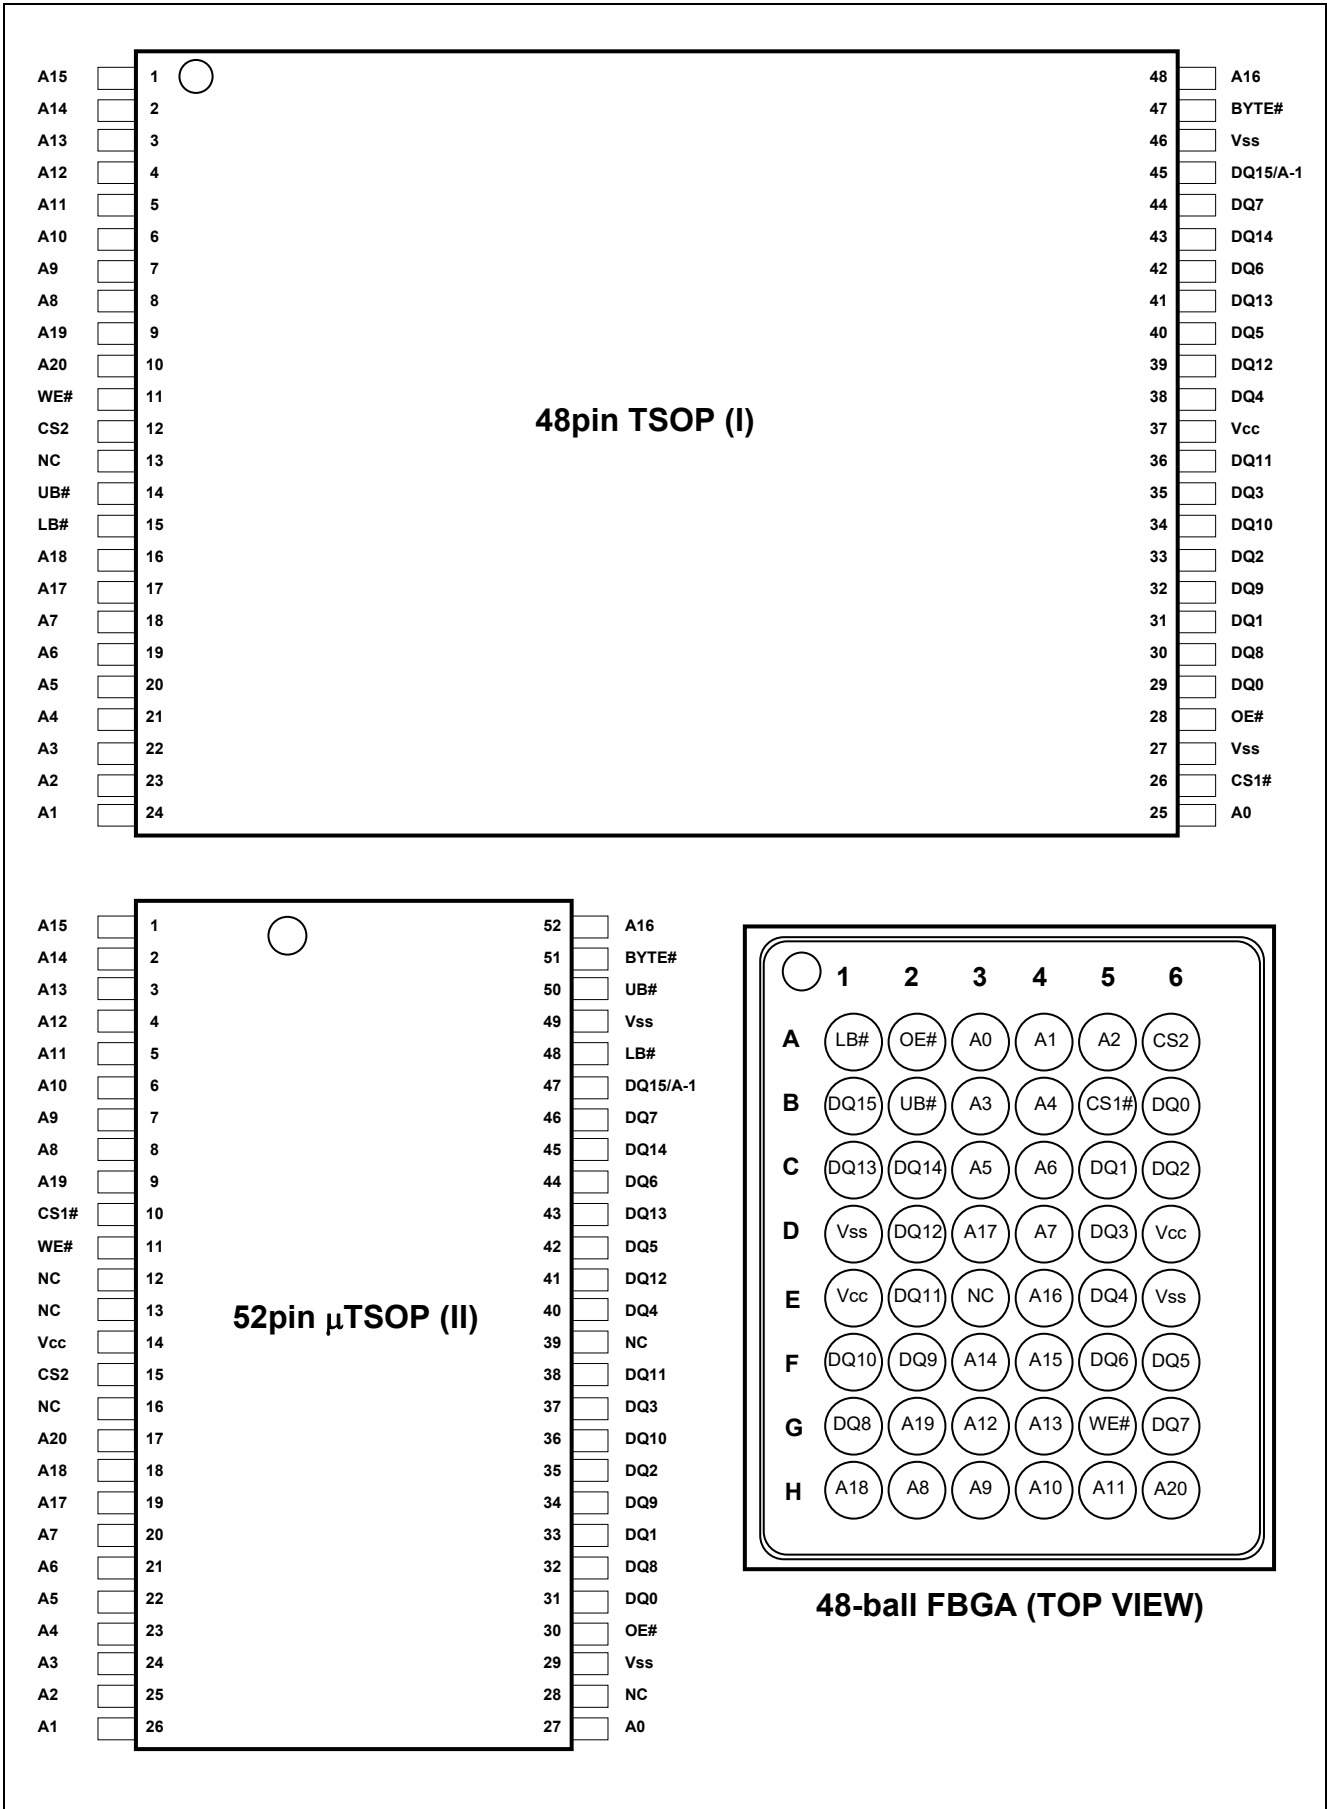 A15 1 48 A16
A14 2 47 BYTE#
A13 3 46 Vss
A12 4 45 DQ15/A-1
A11 5 44 DQ7
A10 6 43 DQ14
A9 7 42 DQ6
A8 8 41 DQ13
A19 9 40 DQ5
A20 10 39 DQ12
WE# 11 38 DQ4
CS2 12 37 Vcc
NC 13 36 DQ11
UB# 14 35 DQ3
LB# 15 34 DQ10
A18 16 33 DQ2
A17 17 32 DQ9
A7 18 31 DQ1
A6 19 30 DQ8
A5 20 29 DQ0
A4 21 28 OE#
A3 22 27 Vss
A2 23 26 CS1#
A1 24 25 A0
48pin TSOP (I)
A15 1 52 A16
A14 2 51 BYTE#
A13 3 50 UB#
A12 4 49 Vss
A11 5 48 LB#
A10 6 47 DQ15/A-1
A9 7 46 DQ7
A8 8 45 DQ14
A19 9 44 DQ6
CS1# 10 43 DQ13
WE# 11 42 DQ5
NC 12 41 DQ12
NC 13 40 DQ4
Vcc 14 39 NC
CS2 15 38 DQ11
NC 16 37 DQ3
A20 17 36 DQ10
A18 18 35 DQ2
A17 19 34 DQ9
A7 20 33 DQ1
A6 21 32 DQ8
A5 22 31 DQ0
A4 23 30 OE#
A3 24 29 Vss
A2 25 28 NC
A1 26 27 A0
52pin μTSOP (II)
1 2 3 4 5 6
A LB# OE# A0 A1 A2 CS2
B DQ15 UB# A3 A4 CS1# DQ0
C DQ13 DQ14 A5 A6 DQ1 DQ2
D Vss DQ12 A17 A7 DQ3 Vcc
E Vcc DQ11 NC A16 DQ4 Vss
F DQ10 DQ9 A14 A15 DQ6 DQ5
G DQ8 A19 A12 A13 WE# DQ7
H A18 A8 A9 A10 A11 A20
48-ball FBGA (TOP VIEW)